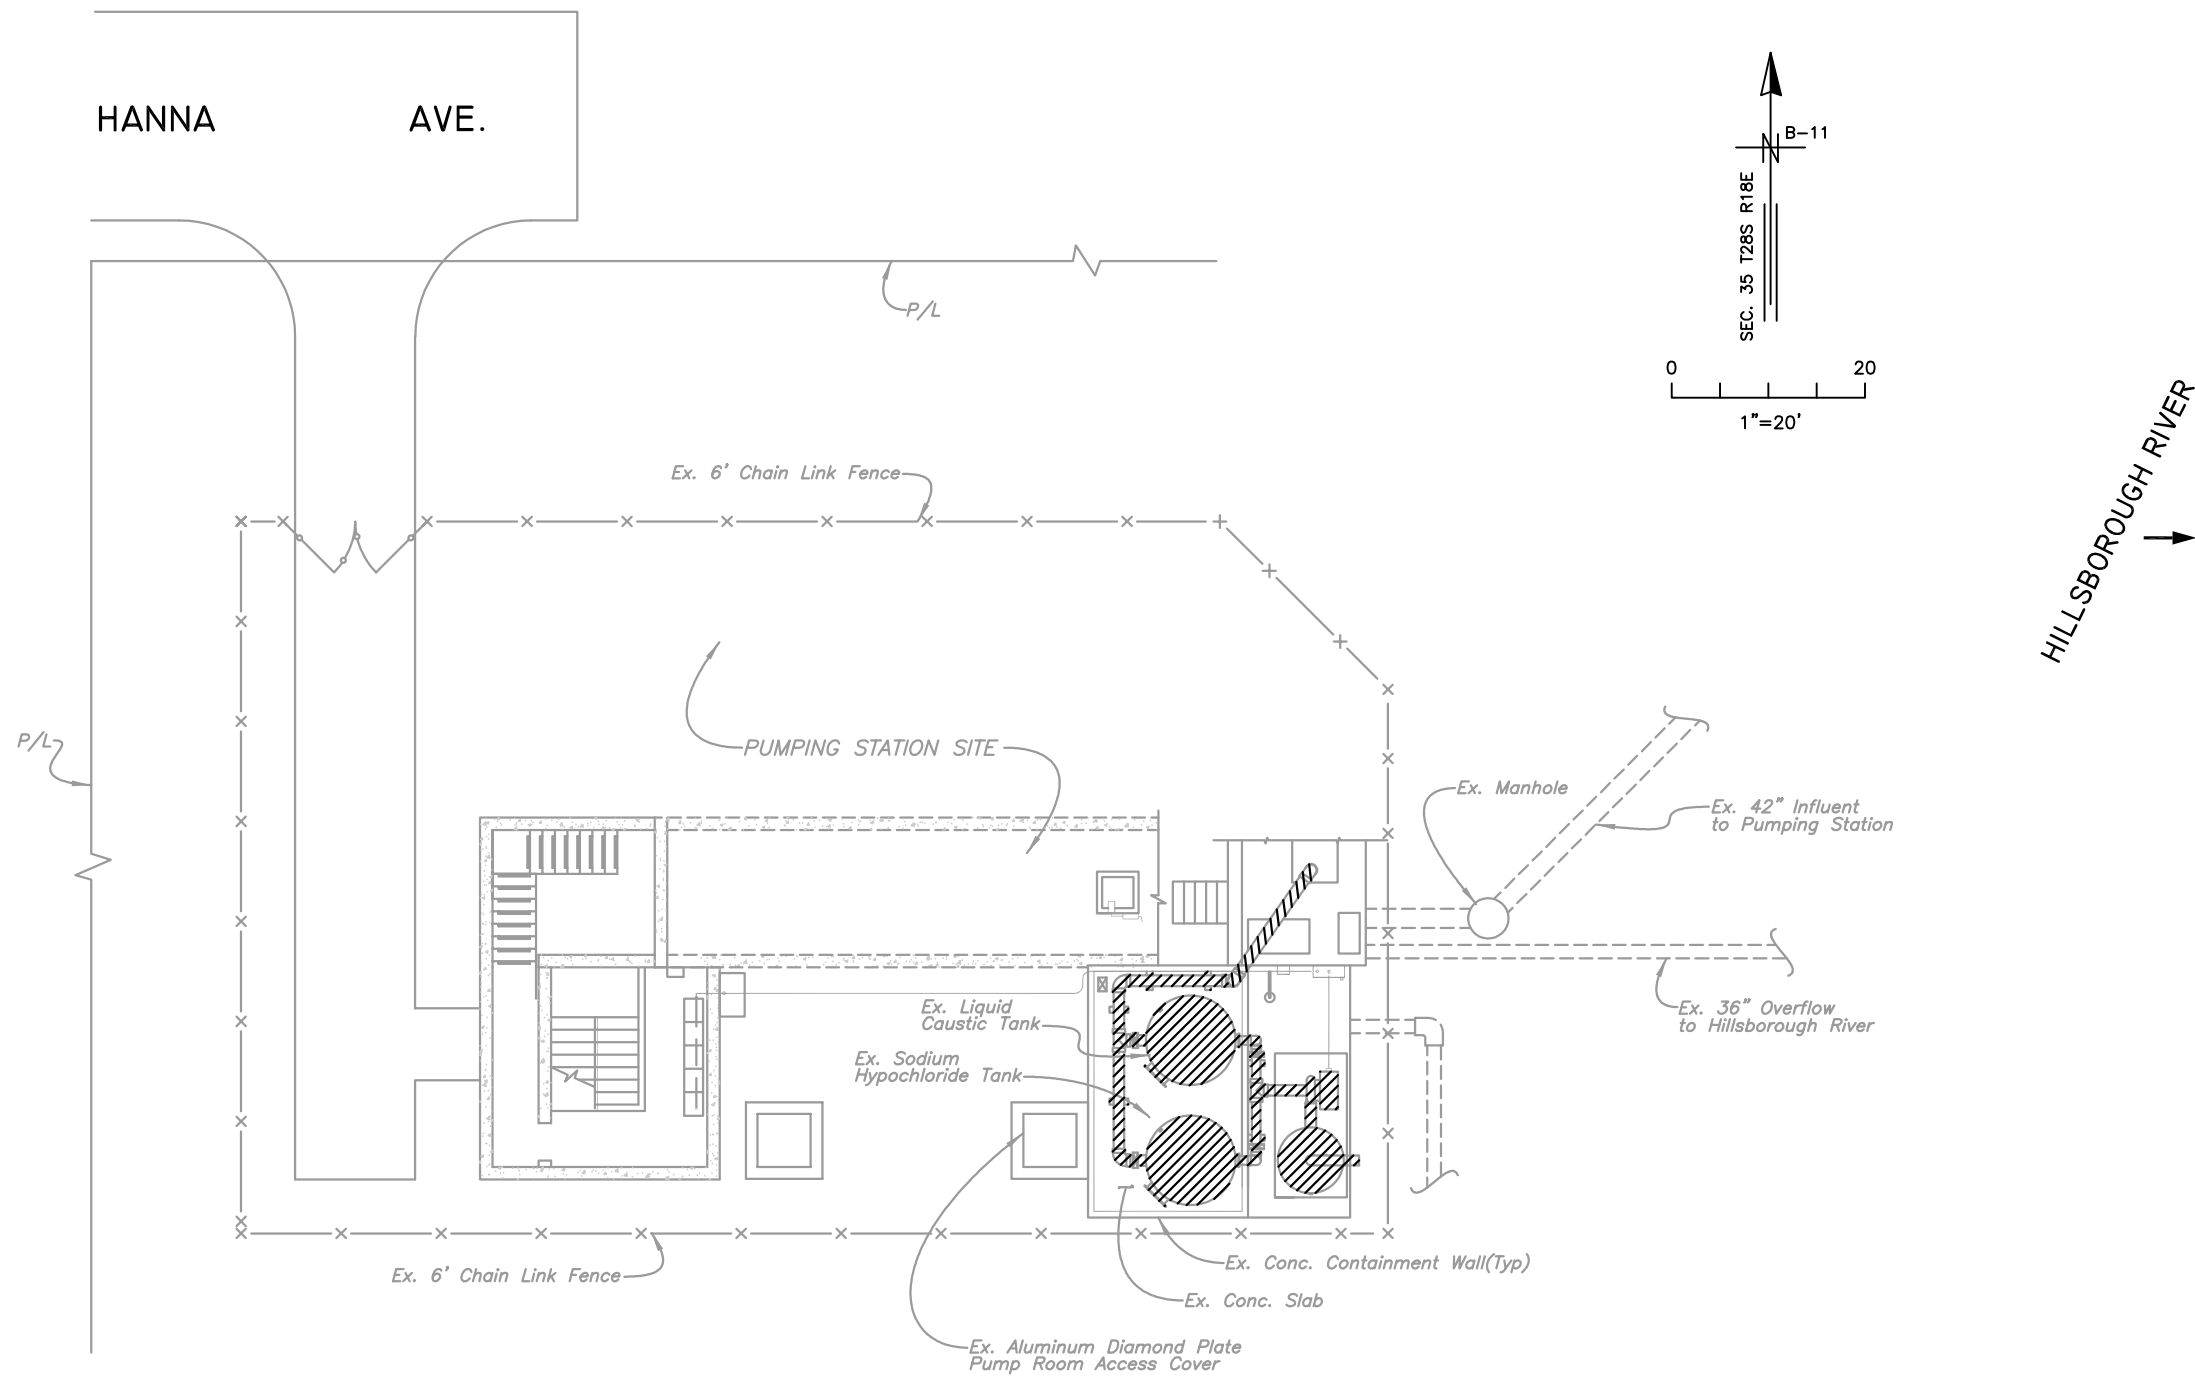 HANNA AVE.
B-11
SEC. 35 T28S R18E
0 20
1"=20'
HILLSBOROUGH RIVER
P/L
Ex. 6' Chain Link Fence
P/L
PUMPING STATION SITE
Ex. Manhole
Ex. 42" Influent
to Pumping Station
Ex. 36" Overflow
to Hillsborough River
Ex. Liquid
Caustic Tank
Ex. Sodium
Hypochloride Tank
Ex. 6' Chain Link Fence
Ex. Conc. Containment Wall(Typ)
Ex. Conc. Slab
Ex. Aluminum Diamond Plate
Pump Room Access Cover